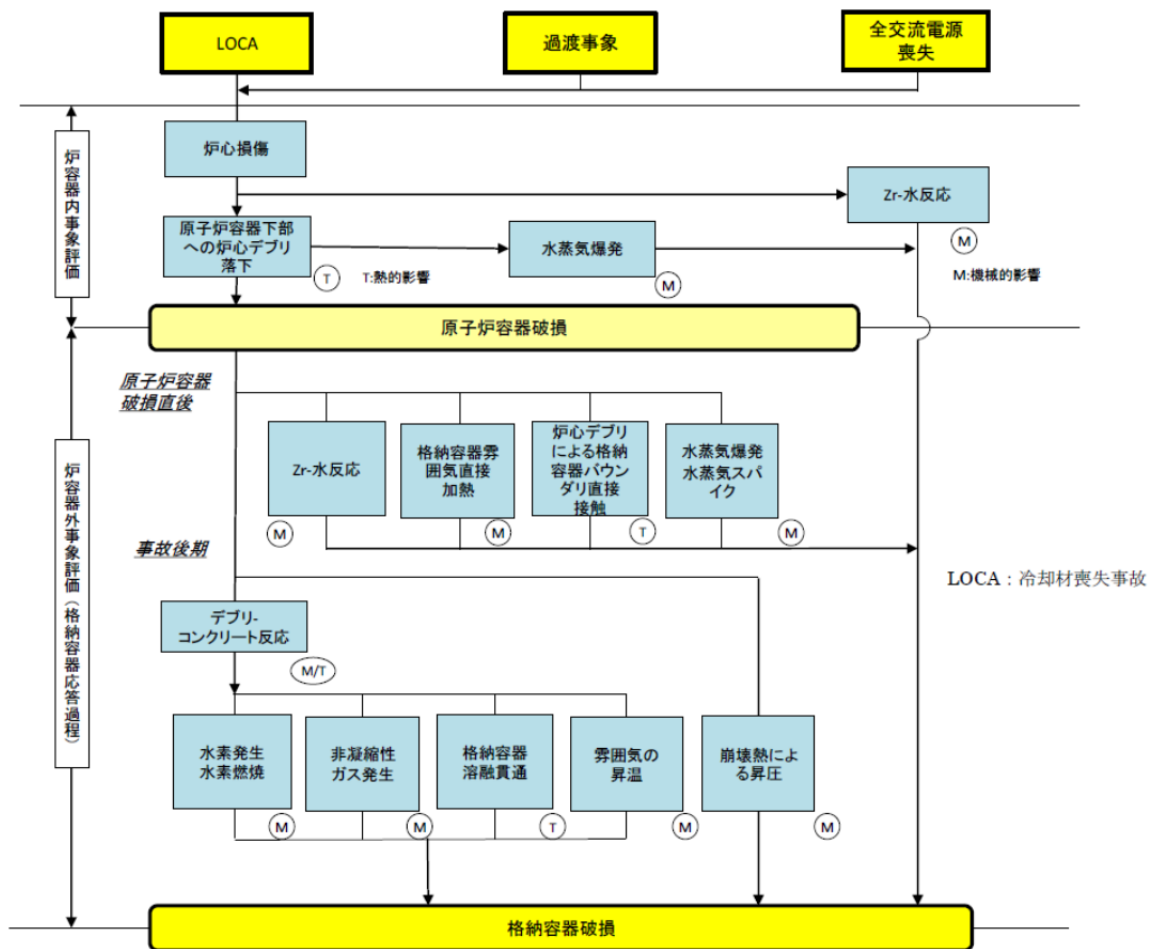 LOCA
過渡事象
全交流電源
喪失
炉容器内事象評価
炉心損傷
Zr-水反応
M
原子炉容器下部
への炉心デブリ
落下
T
T:熱的影響
水蒸気爆発
M
M:機械的影響
原子炉容器破損
炉容器外事象評価(格納容器応答過程)
原子炉容器
破損直後
Zr-水反応
M
格納容器雰
囲気直接
加熱
M
炉心デブリ
による格納
容器バウン
ダリ直接
接触
T
水蒸気爆発
水蒸気スパ
イク
M
事故後期
LOCA:冷却材喪失事故
デブリ-
コンクリート反応
M/T
水素発生
水素燃焼
M
非凝縮性
ガス発生
M
格納容器
溶融貫通
T
雰囲気の
昇温
M
崩壊熱によ
る昇圧
M
格納容器破損